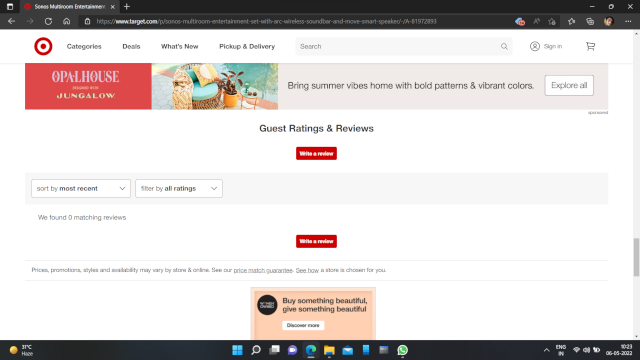 Sonos Multiroom Entertainment
https://www.target.com/p/sonos-multiroom-entertainment-set-with-arc-wireless-soundbar-and-move-smart-speaker/-/A-81972893
Categories
Deals
What's New
Pickup & Delivery
Search
Sign in
OPALHOUSE
DESIGNED WITH
JUNGALOW
Bring summer vibes home with bold patterns & vibrant colors.
Explore all
sponsored
Guest Ratings & Reviews
Write a review
sort by most recent
filter by all ratings
We found 0 matching reviews
Write a review
Prices, promotions, styles and availability may vary by store & online. See our price match guarantee. See how a store is chosen for you.
Buy something beautiful,
give something beautiful
Discover more
31°C
Haze
ENG
IN
10:23
06-05-2022